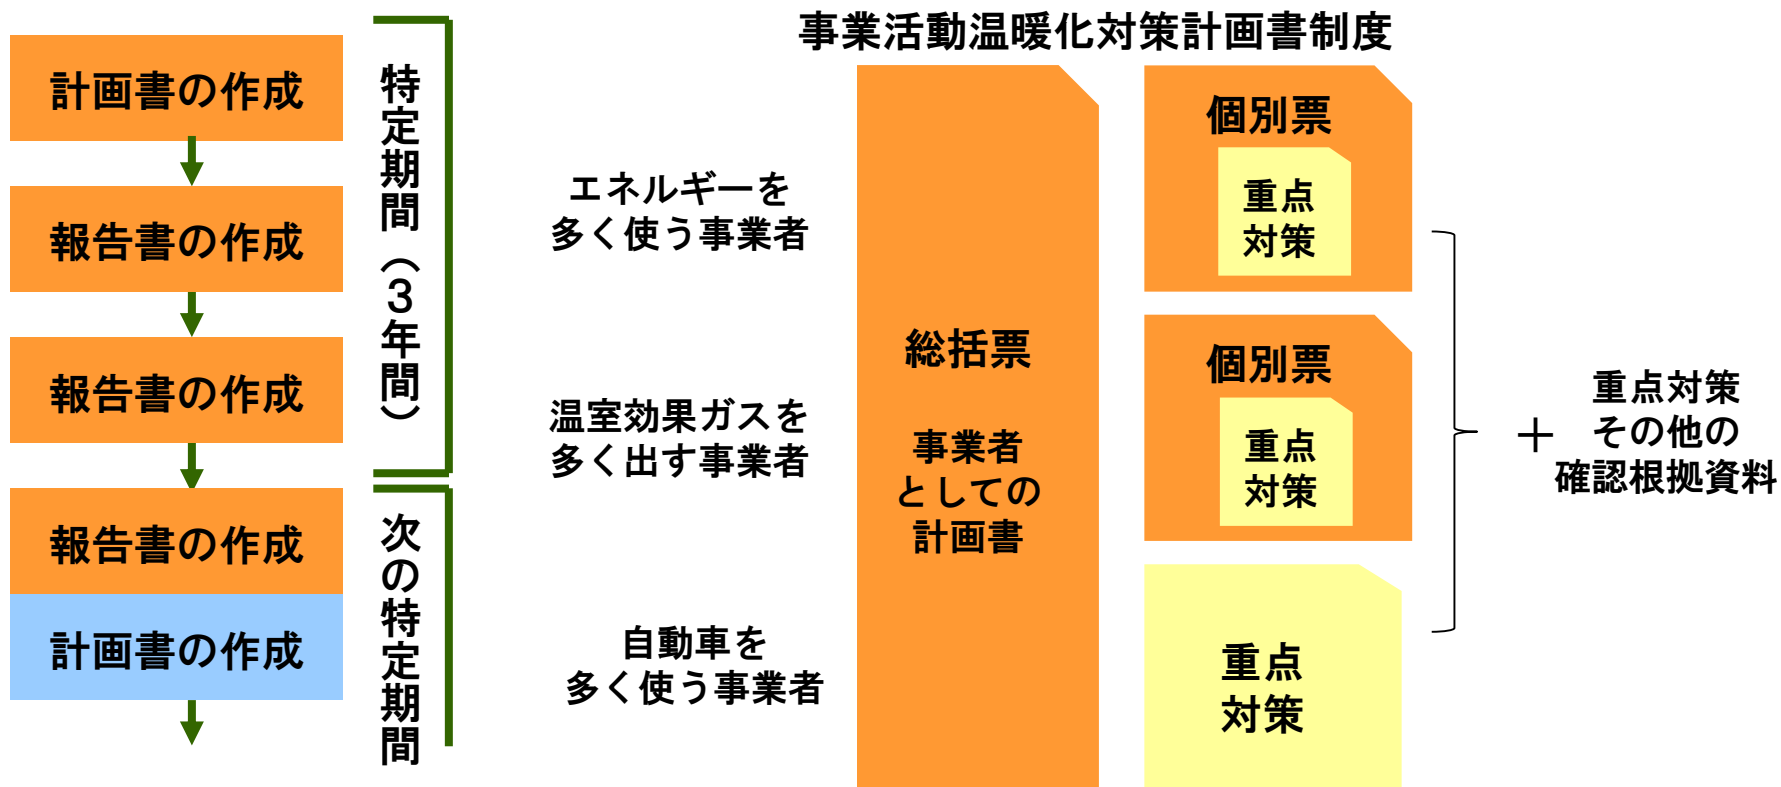 事業活動温暖化対策計画書制度
計画書の作成
報告書の作成
報告書の作成
報告書の作成
計画書の作成
特定期間（３年間）
次の特定期間
エネルギーを
多く使う事業者
温室効果ガスを
多く出す事業者
自動車を
多く使う事業者
総括票
事業者
としての
計画書
個別票
重点
対策
個別票
重点
対策
重点
対策
＋
重点対策
その他の
確認根拠資料